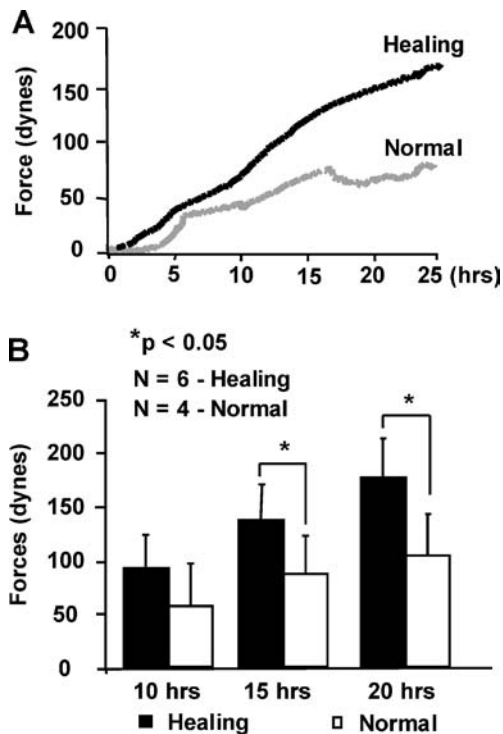 A
Force (dynes)
200
150
100
50
0
Healing
Normal
0 5 10 15 20 25 (hrs)
B
*p < 0.05
N = 6 - Healing
N = 4 - Normal
Forces (dynes)
250
200
150
100
50
0
*
*
10 hrs 15 hrs 20 hrs
Healing Normal